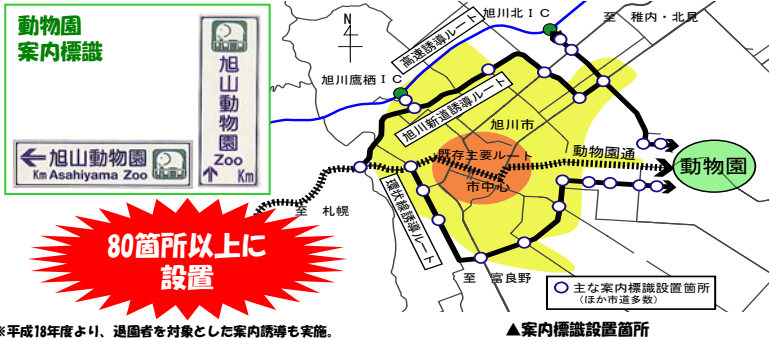 動物園
案内標識
旭山動物園
Zoo
Km
旭山動物園
Km Asahiyama Zoo
80箇所以上に
設置
※平成18年度より、退園者を対象とした案内誘導も実施。
N
旭川北IC
至 稚内・北見
高速誘導ルート
旭川鷹栖IC
旭川新道誘導ルート
旭川市
既存主要ルート
動物園通
動物園
市中心
環状線誘導ルート
至 札幌
至 富良野
主な案内標識設置箇所
(ほか市道多数)
▲案内標識設置箇所